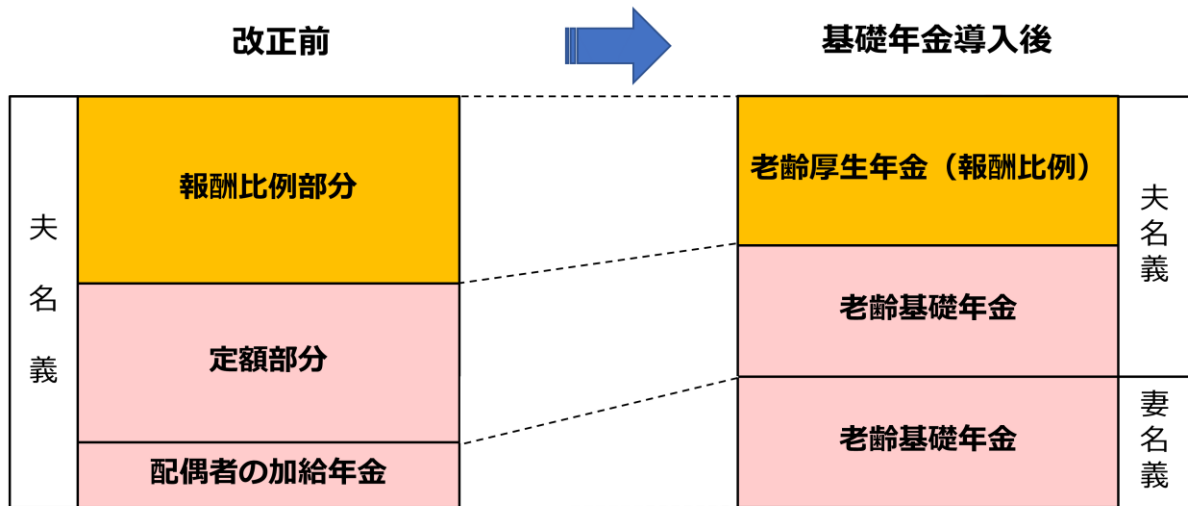 改正前
基礎年金導入後
夫名義
報酬比例部分
定額部分
配偶者の加給年金
老齢厚生年金（報酬比例）
老齢基礎年金
老齢基礎年金
夫名義
妻名義